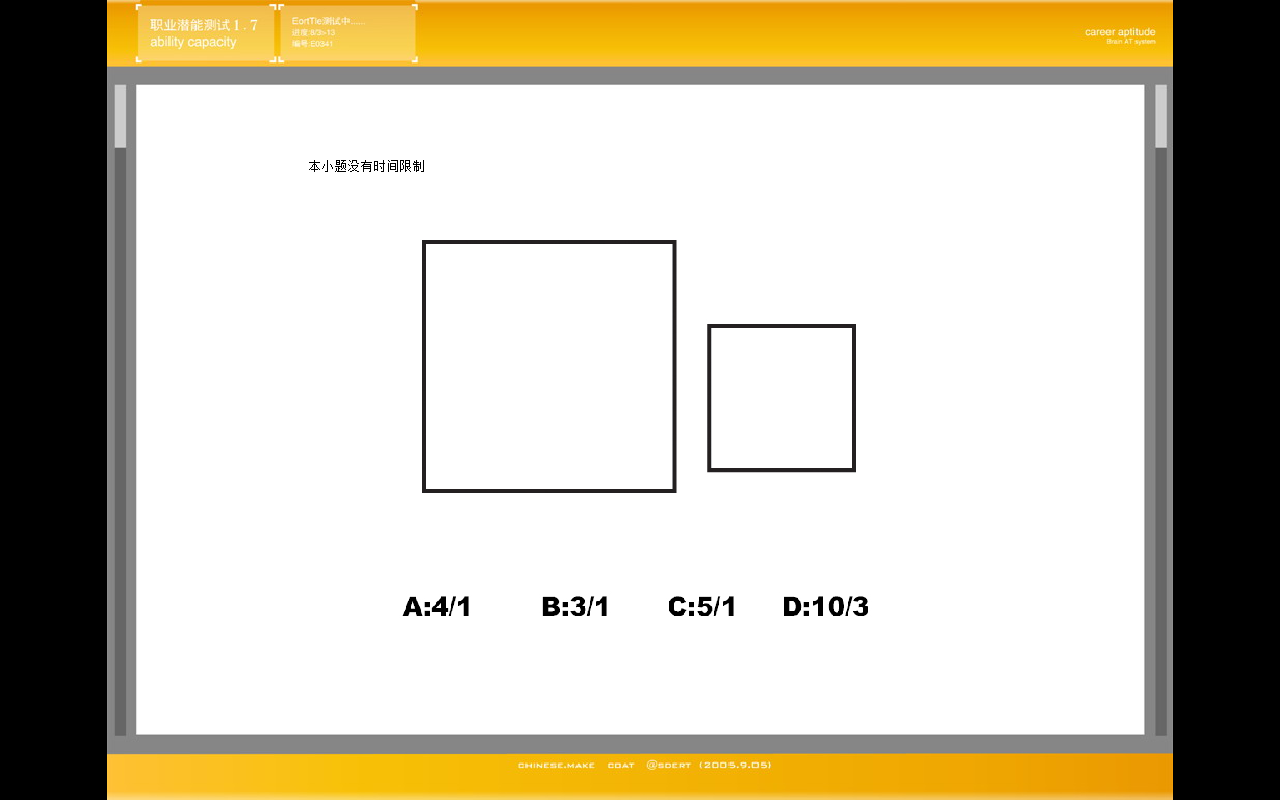 职业潜能测试1.7
ability capacity
EortTle:测试中......
进度:8/3>13
编号:S0341
career aptitude
Brain AT system
本小题没有时间限制
A:4/1 B:3/1 C:5/1 D:10/3
CHINESE.MAKE COAT @SDERT (2005.9.05)